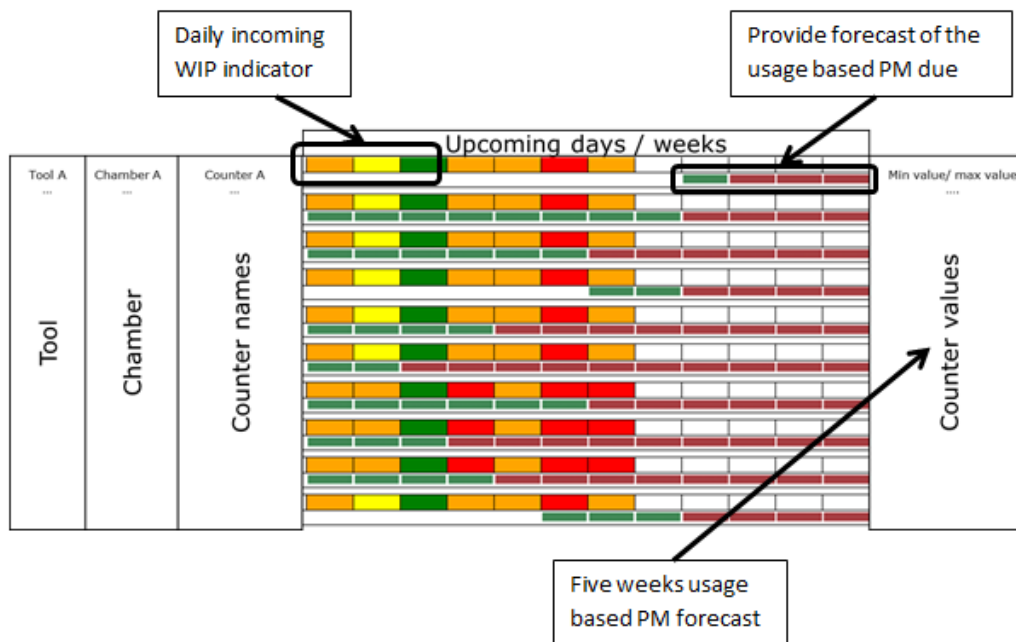 Daily incoming
WIP indicator
Provide forecast of the
usage based PM due
Upcoming days / weeks
Tool A
...
Chamber A
...
Counter A
...
Min value/ max value
....
Tool
Chamber
Counter names
Counter values
Five weeks usage
based PM forecast